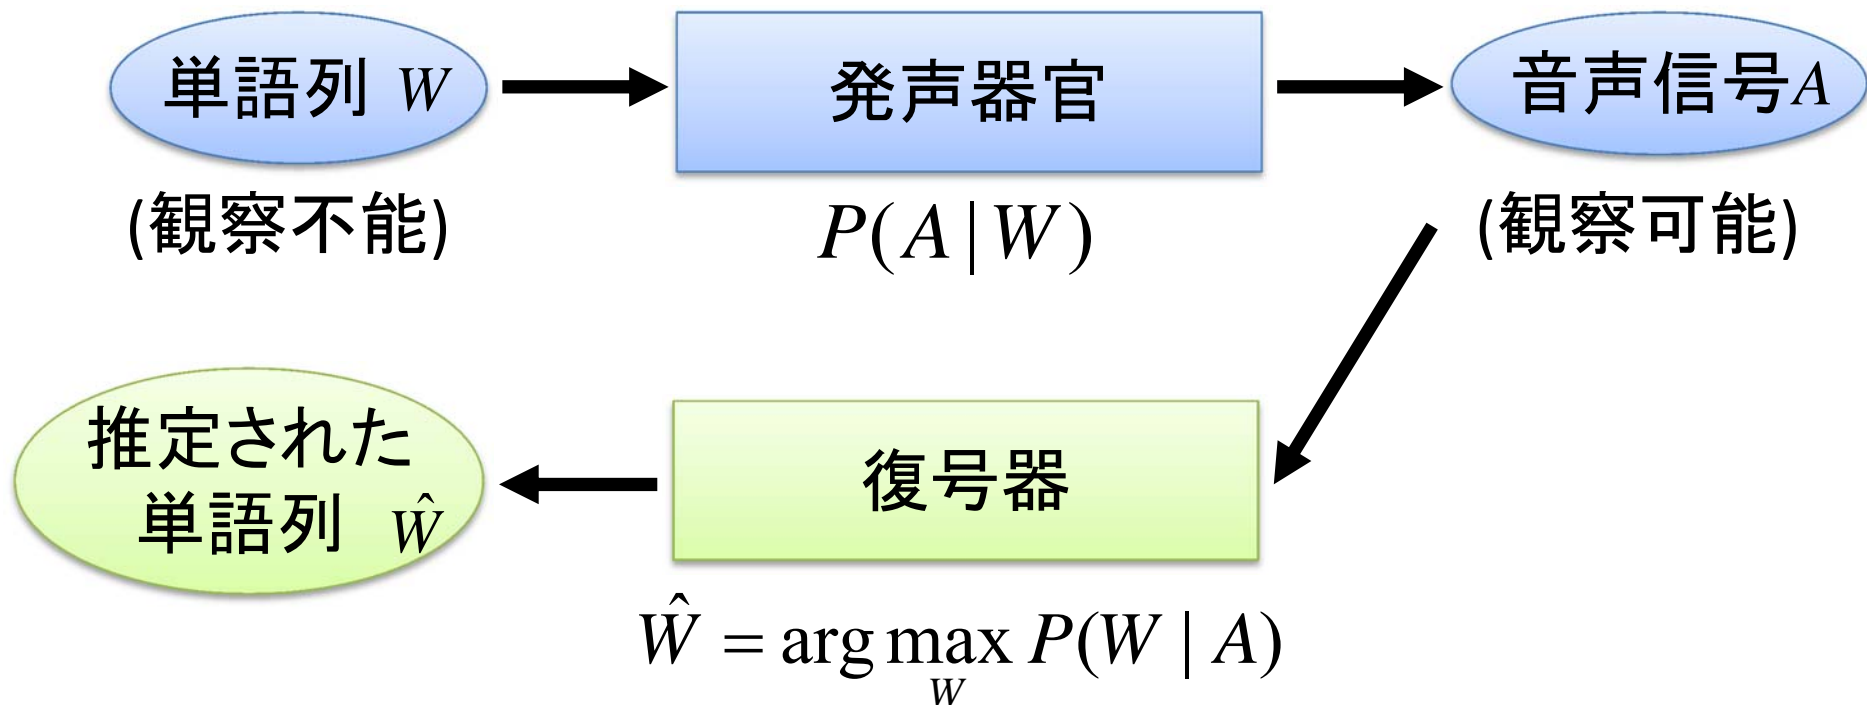 単語列 W
発声器官
音声信号A
(観察不能)
P(A|W)
(観察可能)
推定された
単語列 Ŵ
復号器
Ŵ = arg max P(W | A)
W